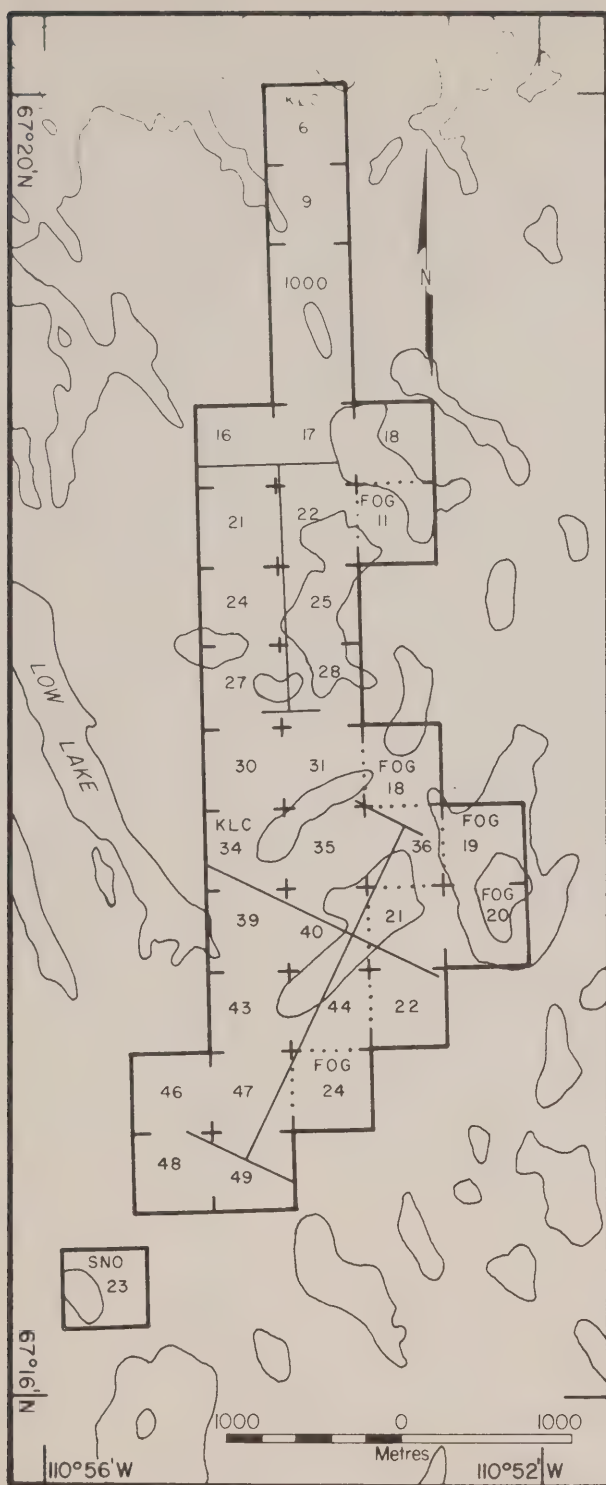 67°20'N
KLC
6
9
N
1000
16 17 18
FOG
21 22 11
24 25
27 28
LOW LAKE
30 31 FOG
18
KLC FOG
34 35 36 19
FOG
39 40 21 20
43 44 22
FOG
46 47 24
48 49
SNO
23
67°16'N
1000 0 1000
Metres
110°56'W 110°52'W